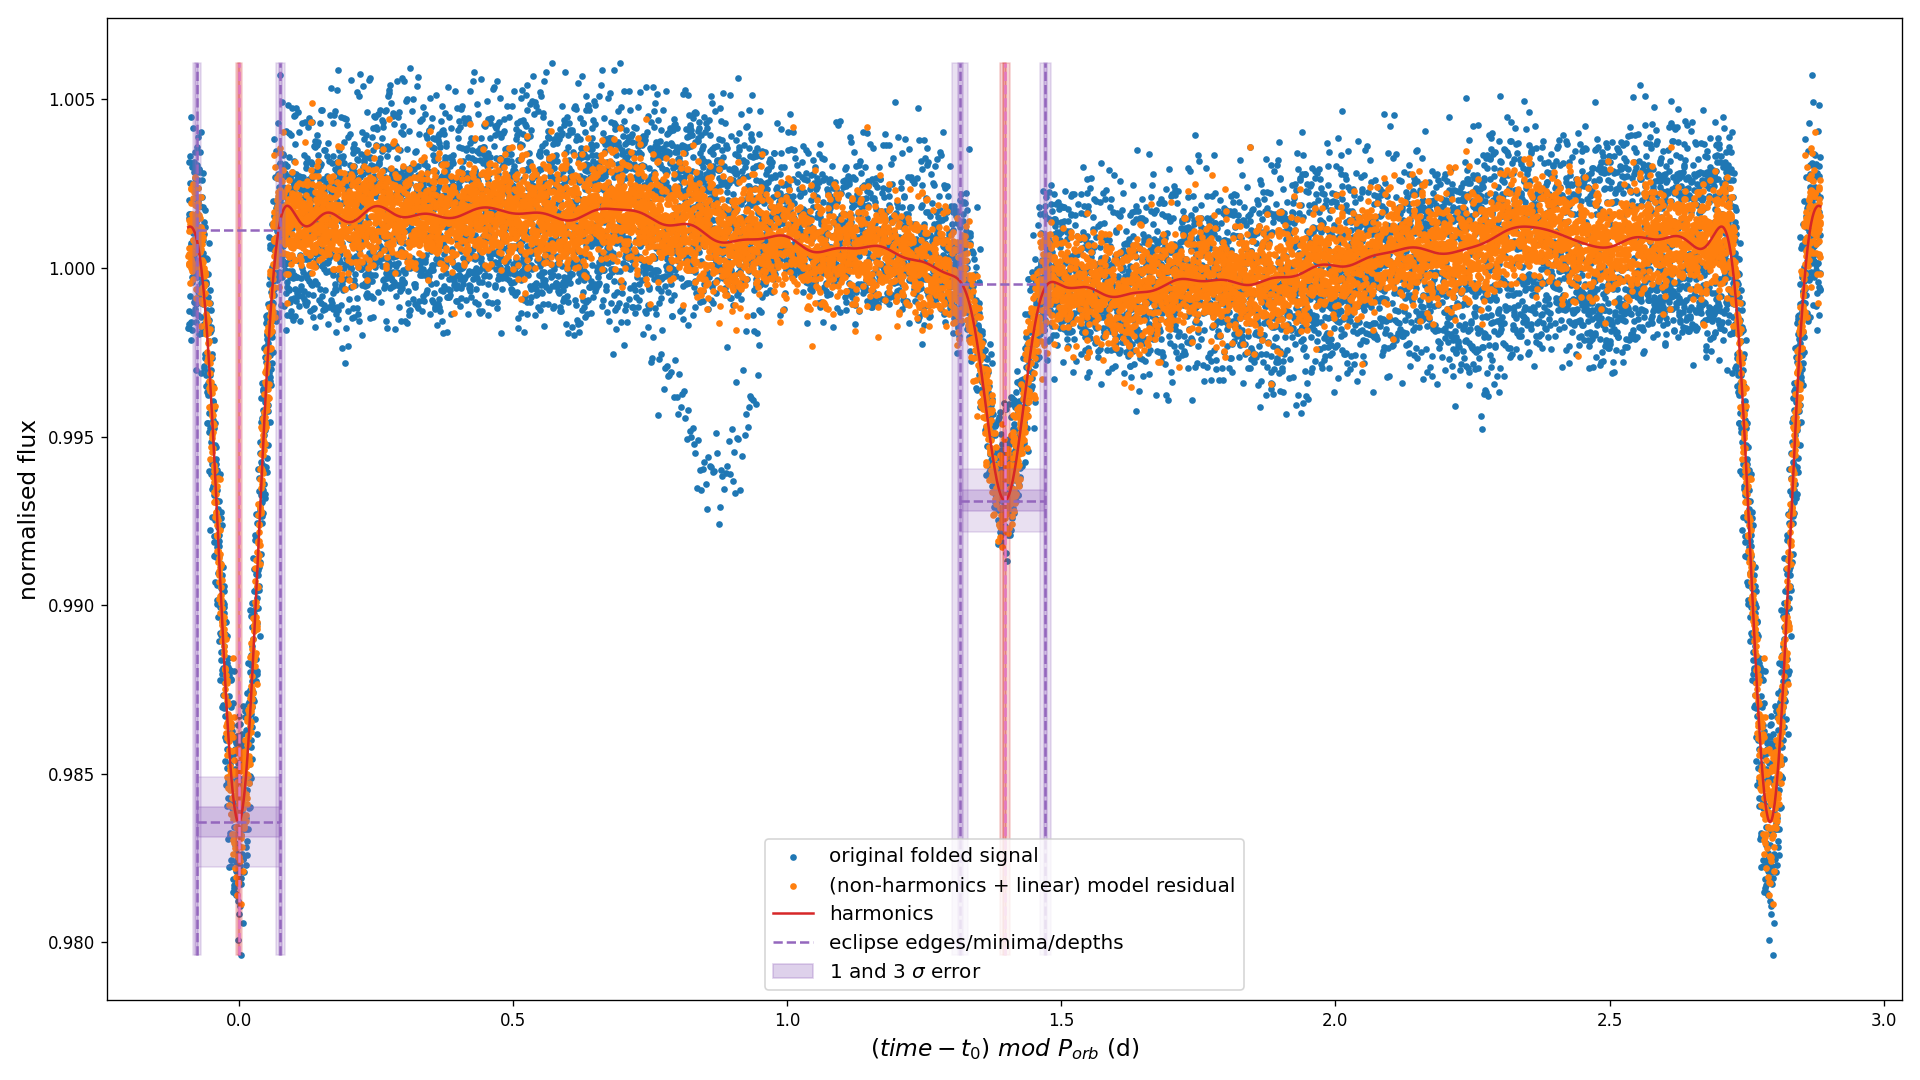 1.005
1.000
0.995
0.990
0.985
0.980
normalised flux
original folded signal
(non-harmonics + linear) model residual
harmonics
eclipse edges/minima/depths
1 and 3 σ error
0.0 0.5 1.0 1.5 2.0 2.5 3.0
(time − t₀) mod Pₒᵣb (d)